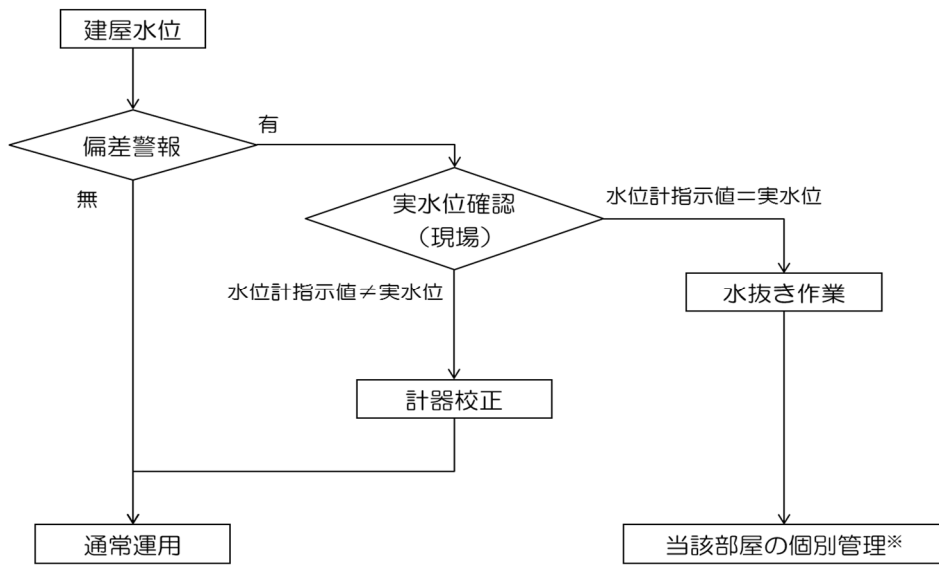 建屋水位
有
偏差警報
無
実水位確認
（現場）
水位計指示値＝実水位
水位計指示値≠実水位
水抜き作業
計器校正
通常運用
当該部屋の個別管理※